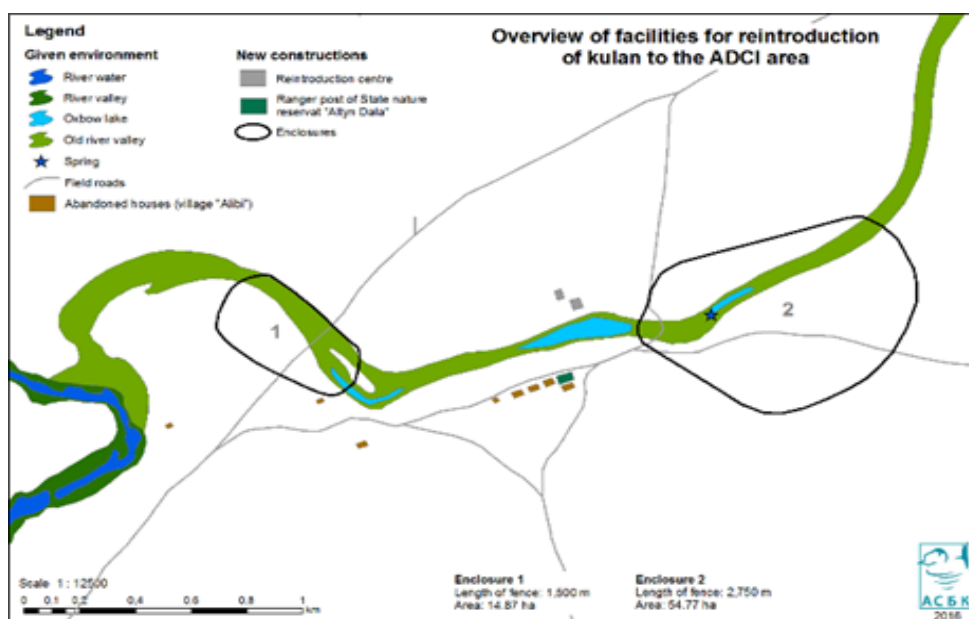 Legend
Given environment
River water
River valley
Oxbow lake
Old river valley
Spring
Field roads
Abandoned houses (village "Alibi")
New constructions
Reintroduction centre
Ranger post of State nature
reservat "Altyn Dala"
Enclosures
Overview of facilities for reintroduction
of kulan to the ADCI area
1
2
Scale 1 : 12500
0 0,2 0,4 0,6 0,8 1
km
Enclosure 1
Length of fence: 1,500 m
Area: 14.87 ha
Enclosure 2
Length of fence: 2,750 m
Area: 54.77 ha
АСБК
2016